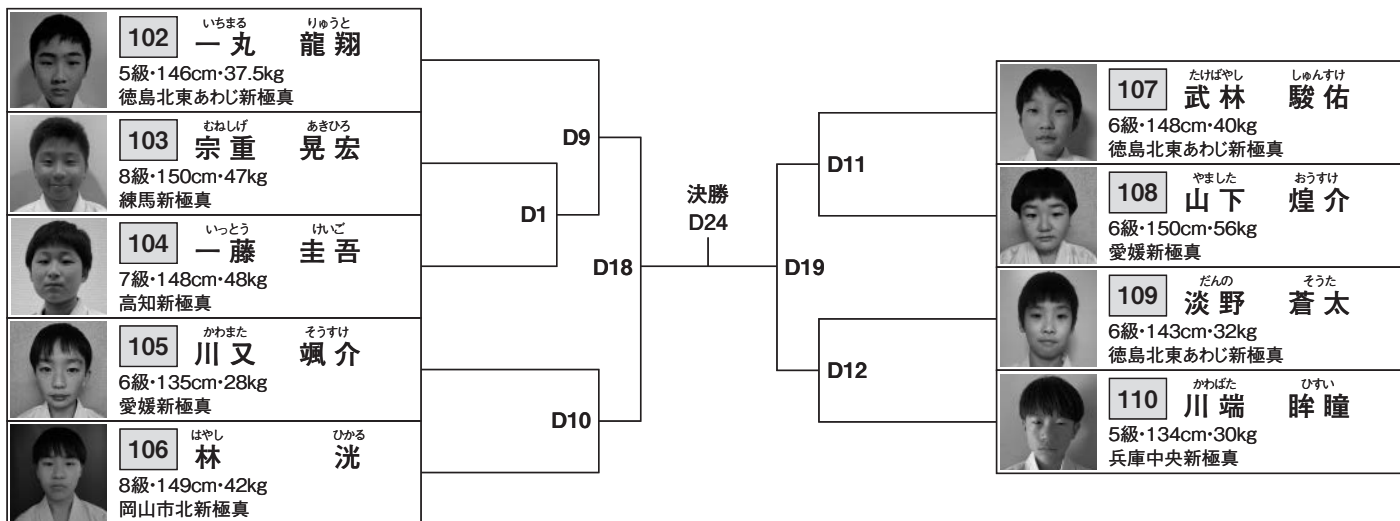 いちまる りゅうと
102 一丸 龍翔
5級・146cm・37.5kg
徳島北東あわじ新極真
むねしげ あきひろ
103 宗重 晃宏
8級・150cm・47kg
練馬新極真
いっとう けいご
104 一藤 圭吾
7級・148cm・48kg
高知新極真
かわまた そうすけ
105 川又 颯介
6級・135cm・28kg
愛媛新極真
はやし ひかる
106 林 洸
8級・149cm・42kg
岡山市北新極真
D9
D1
D18
D10
決勝
D24
D11
D19
D12
たけばやし しゅんすけ
107 武林 駿佑
6級・148cm・40kg
徳島北東あわじ新極真
やました おうすけ
108 山下 煌介
6級・150cm・56kg
愛媛新極真
だんの そうた
109 淡野 蒼太
6級・143cm・32kg
徳島北東あわじ新極真
かわばた ひすい
110 川端 眸瞳
5級・134cm・30kg
兵庫中央新極真